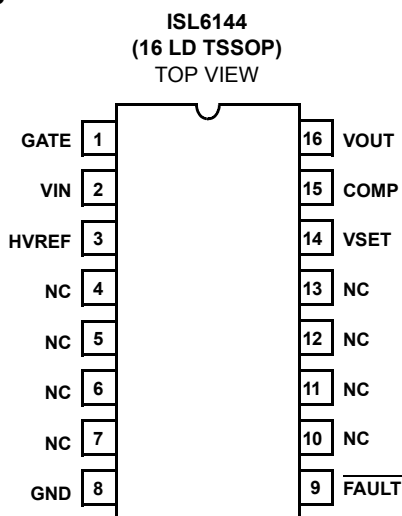 ISL6144
(16 LD TSSOP)
TOP VIEW
GATE 1 16 VOUT
VIN 2 15 COMP
HVREF 3 14 VSET
NC 4 13 NC
NC 5 12 NC
NC 6 11 NC
NC 7 10 NC
GND 8 9 FAULT